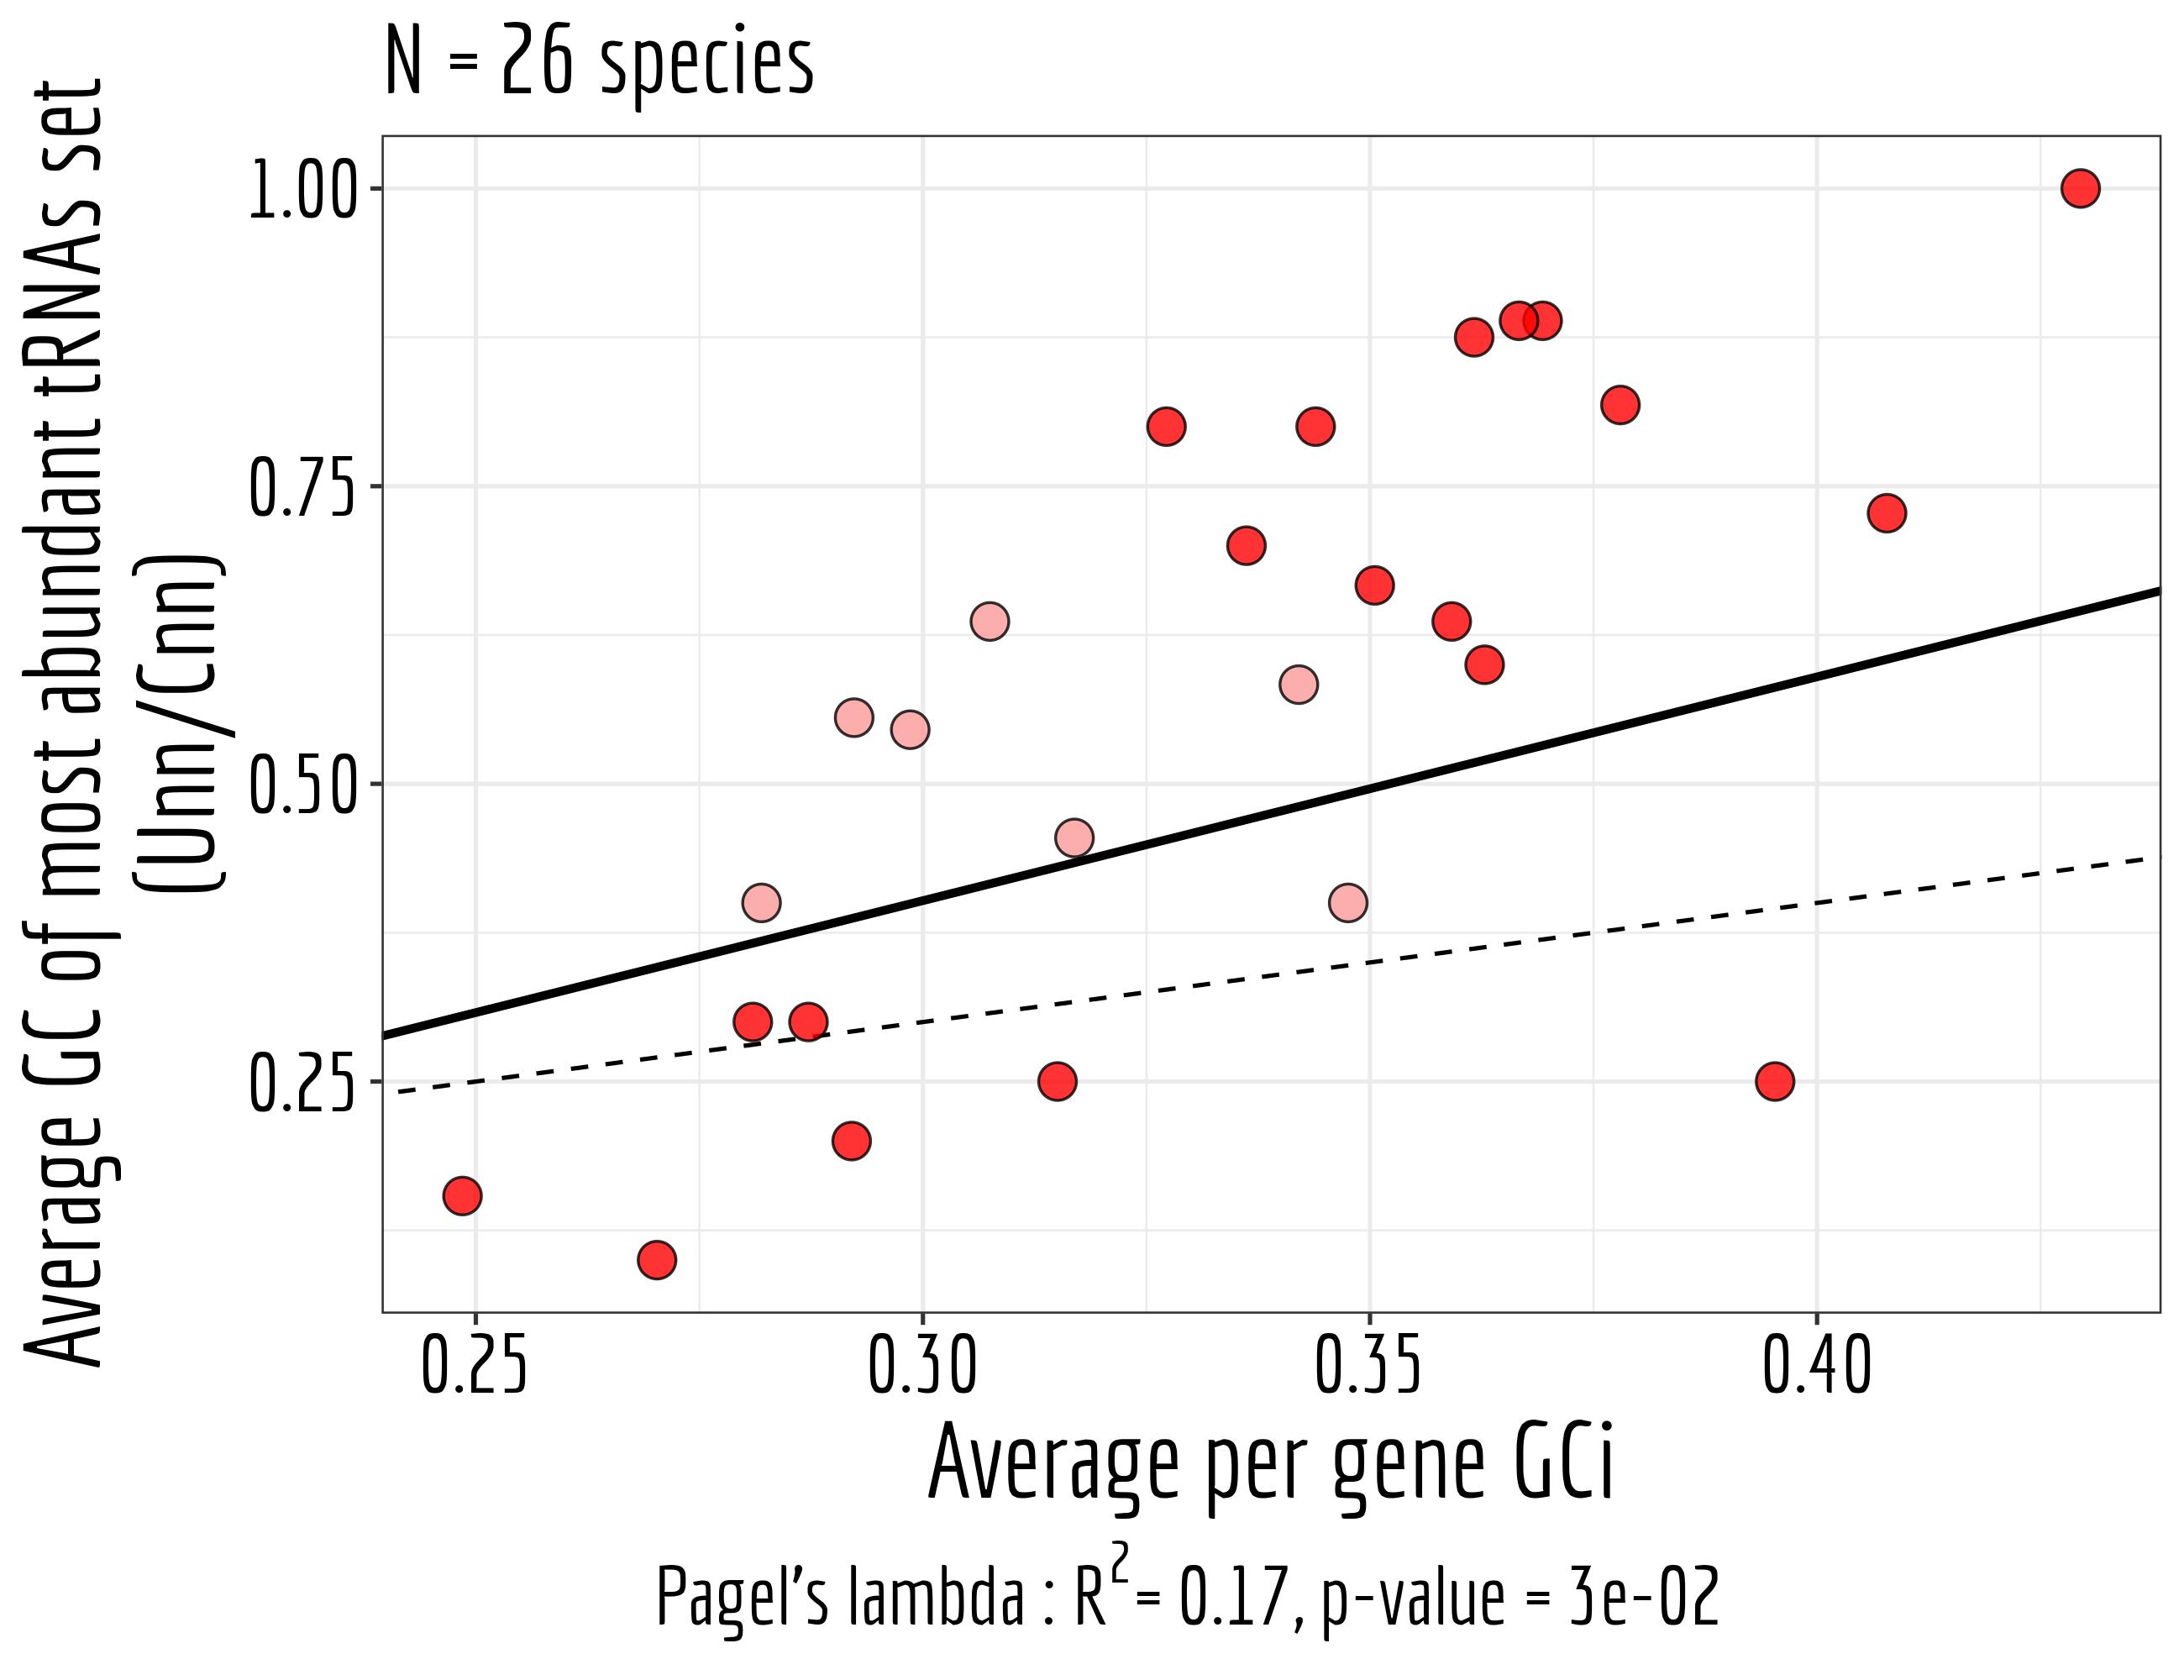 N = 26 species
Average GC of most abundant tRNAs set
(Unn/Cnn)
1.00
0.75
0.50
0.25
0.25
0.30
0.35
0.40
Average per gene GCi
Pagel's lambda : R²= 0.17, p-value = 3e-02